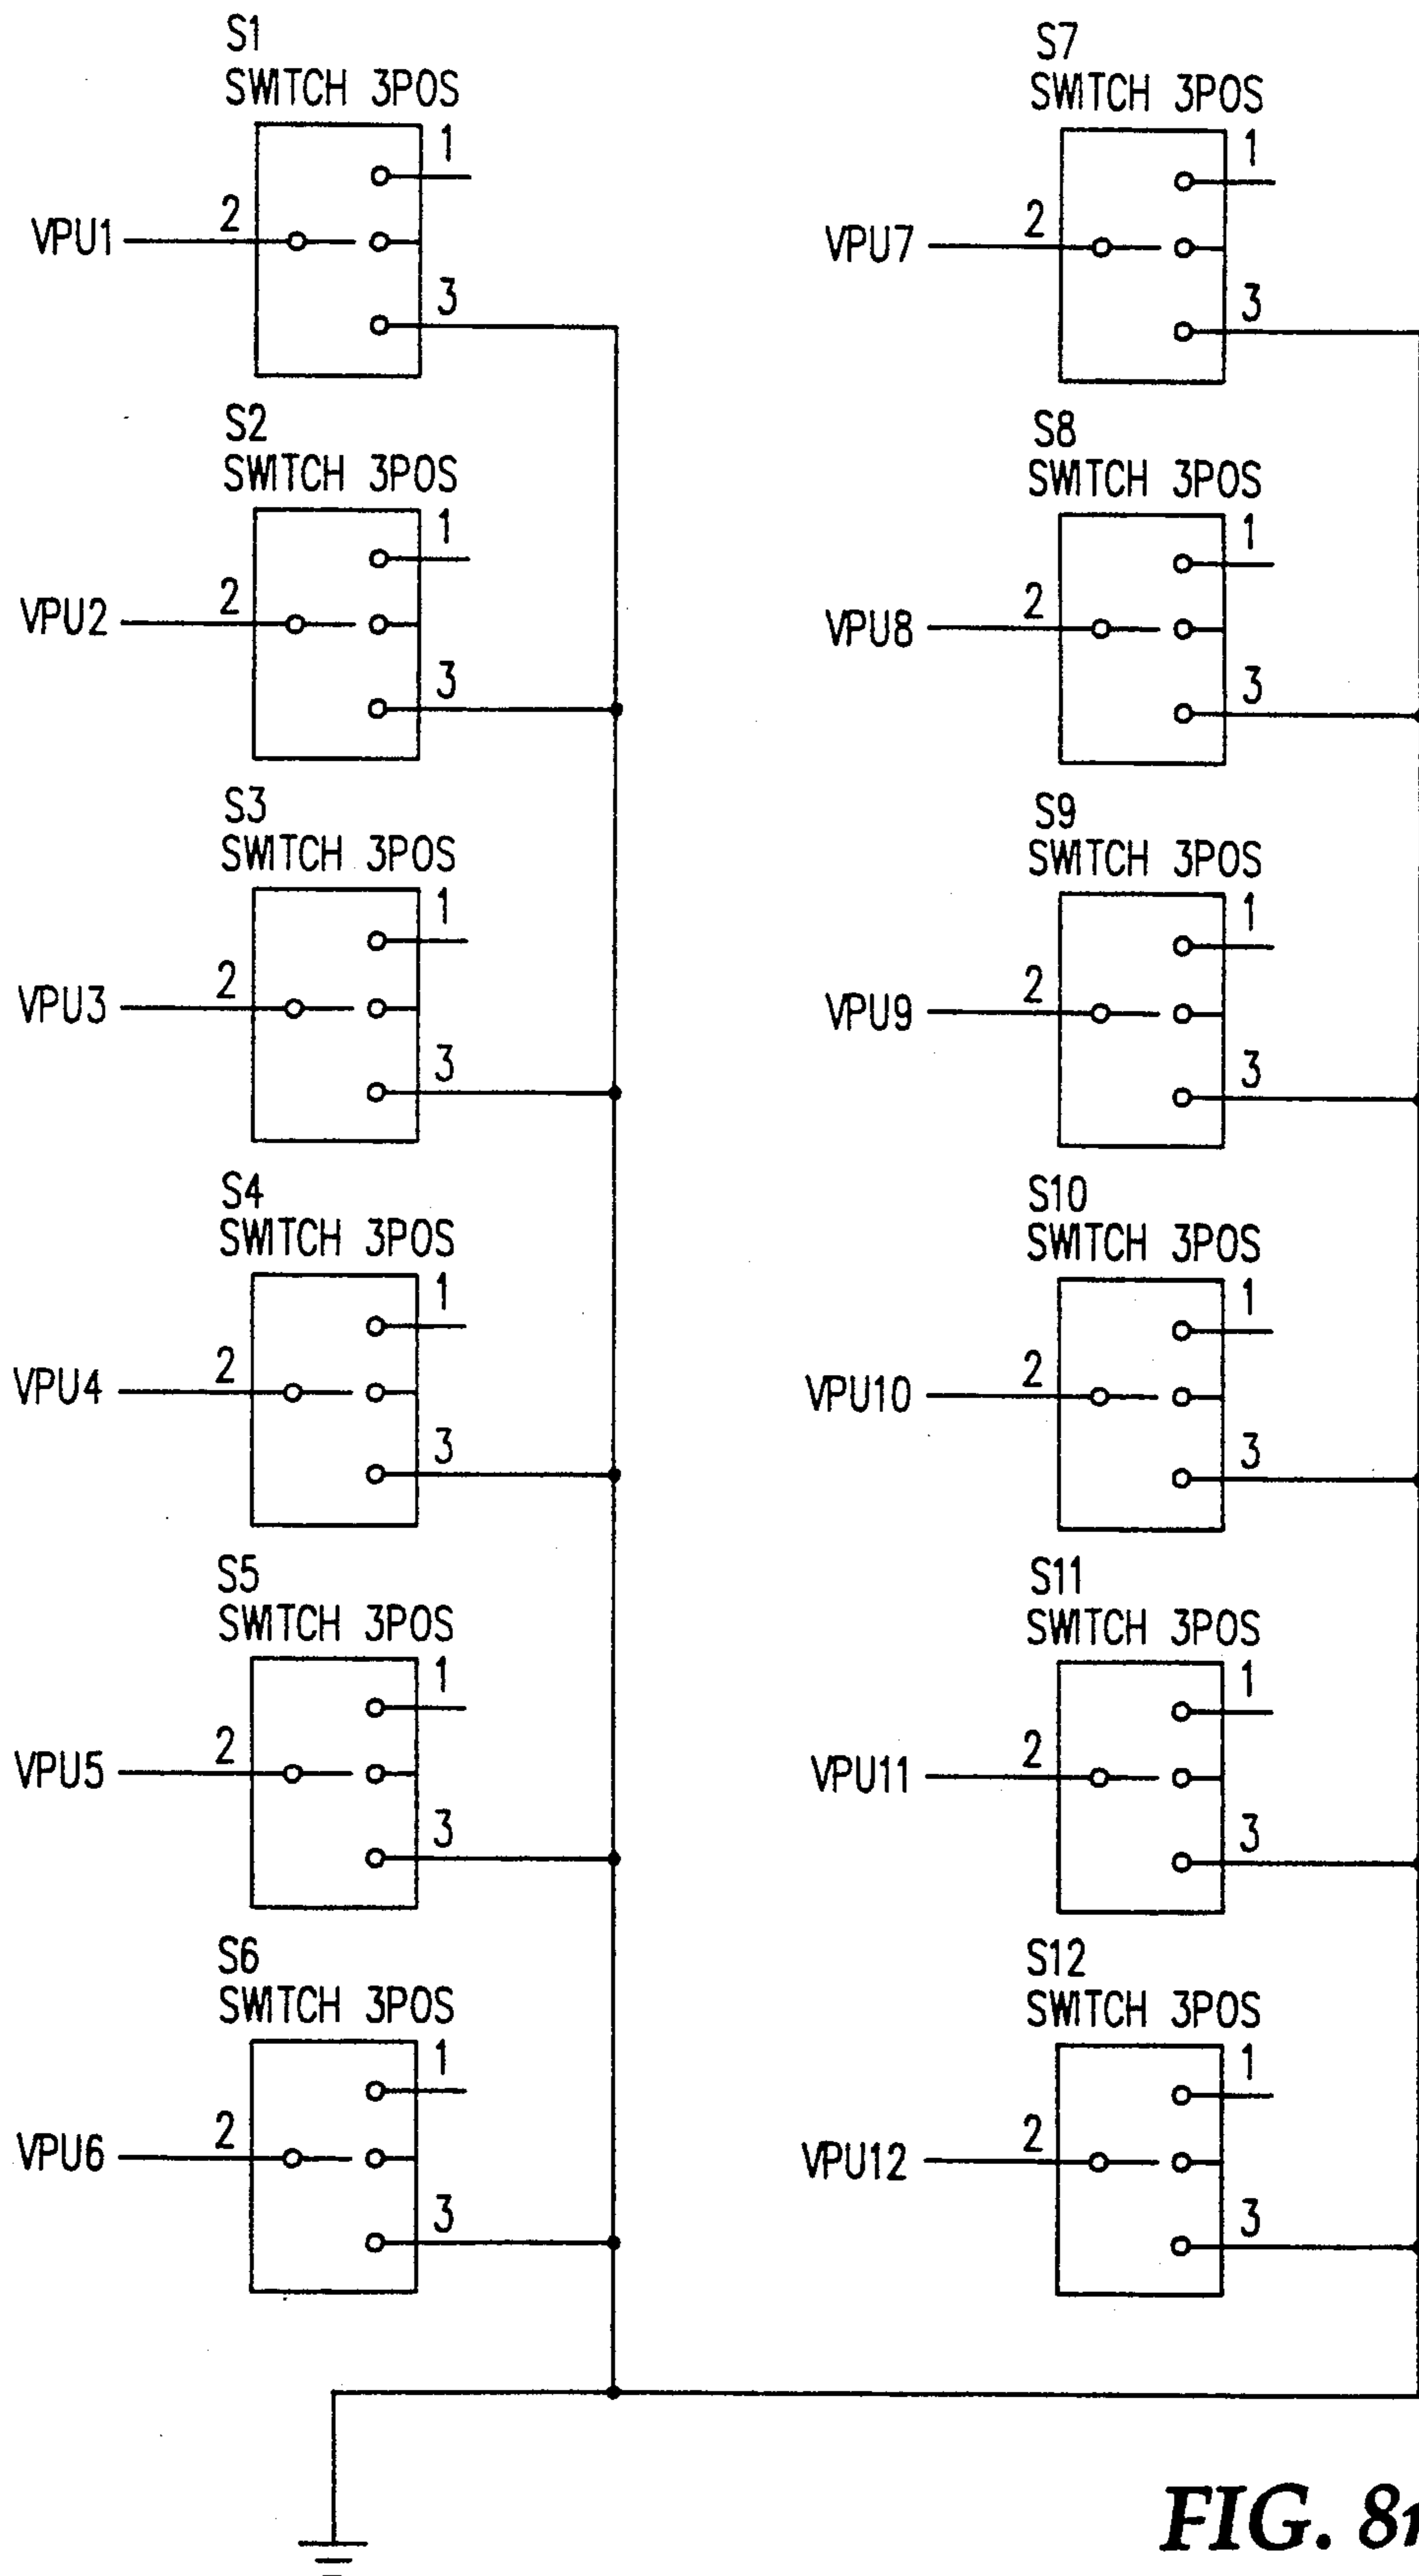 S1
SWITCH 3POS
1
VPU1
2
3
S2
SWITCH 3POS
1
VPU2
2
3
S3
SWITCH 3POS
1
VPU3
2
3
S4
SWITCH 3POS
1
VPU4
2
3
S5
SWITCH 3POS
1
VPU5
2
3
S6
SWITCH 3POS
1
VPU6
2
3
S7
SWITCH 3POS
1
VPU7
2
3
S8
SWITCH 3POS
1
VPU8
2
3
S9
SWITCH 3POS
1
VPU9
2
3
S10
SWITCH 3POS
1
VPU10
2
3
S11
SWITCH 3POS
1
VPU11
2
3
S12
SWITCH 3POS
1
VPU12
2
3
FIG.